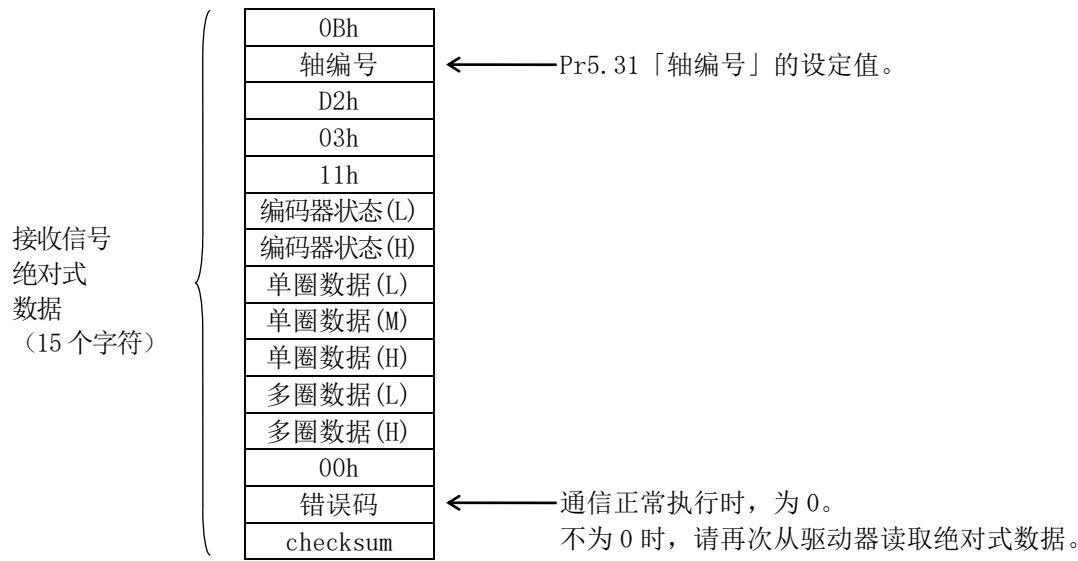 0Bh
轴编号
Pr5.31「轴编号」的设定值。
D2h
03h
11h
编码器状态(L)
编码器状态(H)
单圈数据(L)
单圈数据(M)
单圈数据(H)
多圈数据(L)
多圈数据(H)
00h
错误码
checksum
接收信号
绝对式
数据
（15个字符）
通信正常执行时，为0。
不为0时，请再次从驱动器读取绝对式数据。